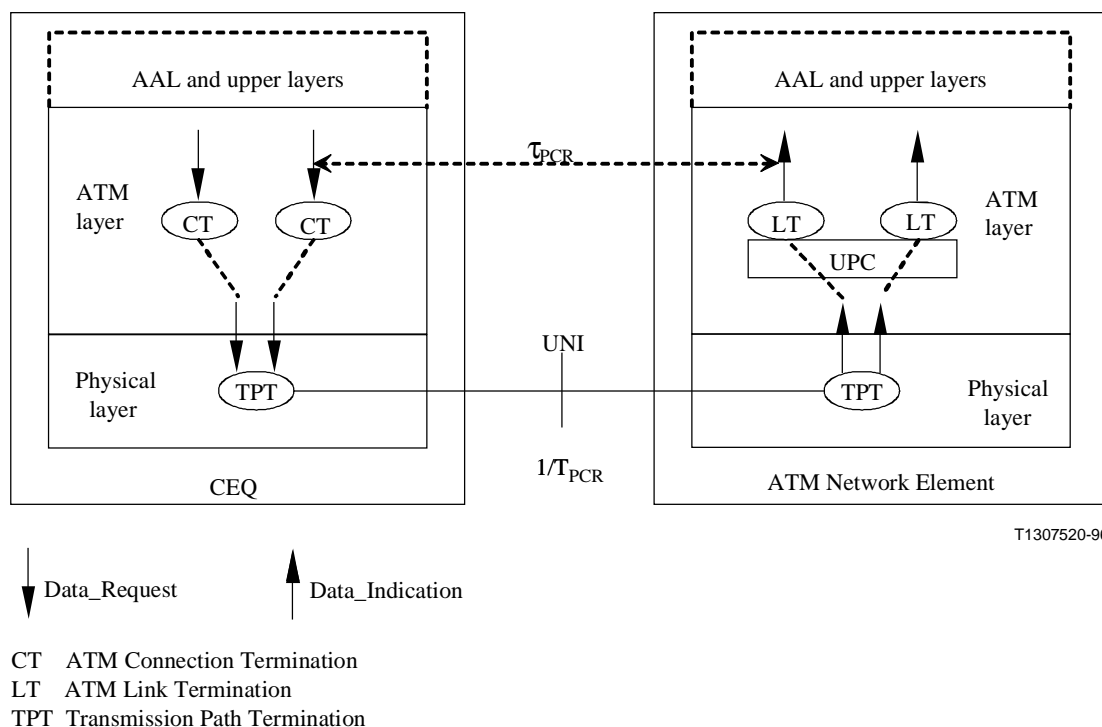 AAL and upper layers
AAL and upper layers
τPCR
ATM
layer
CT
CT
LT
LT
ATM
layer
UPC
UNI
Physical
layer
TPT
TPT
Physical
layer
1/TPCR
CEQ
ATM Network Element
T1307520-96
Data_Request
Data_Indication
CT ATM Connection Termination
LT ATM Link Termination
TPT Transmission Path Termination